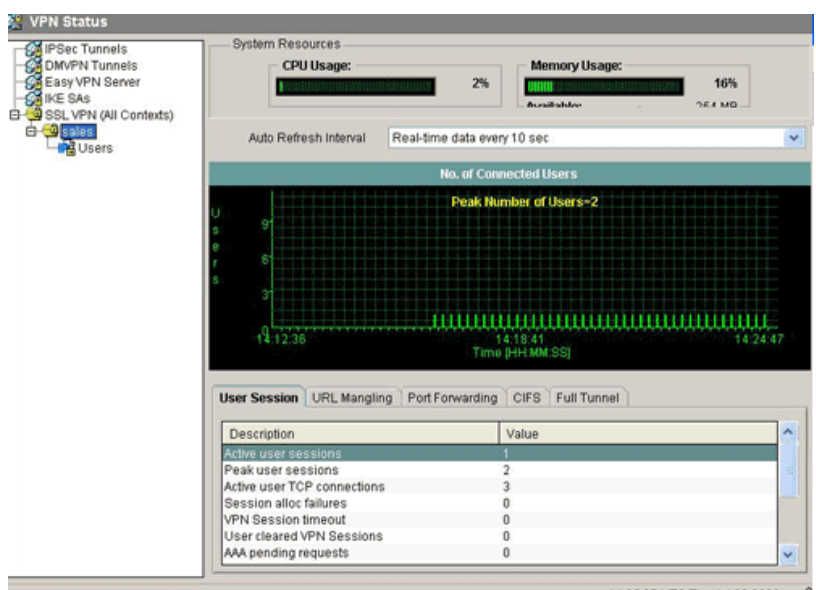 VPN Status
IPSec Tunnels
DMVPN Tunnels
Easy VPN Server
IKE SAs
SSL VPN (All Contexts)
sales
Users
System Resources
CPU Usage:
2%
Memory Usage:
16%
Auto Refresh Interval
Real-time data every 10 sec
No. of Connected Users
Peak Number of Users=2
Users
9
6
3
0
14:12:36
14:18:41
14:24:47
Time [HH:MM:SS]
User Session URL Mangling Port Forwarding CIFS Full Tunnel
Description Value
Active user sessions 1
Peak user sessions 2
Active user TCP connections 3
Session alloc failures 0
VPN Session timeout 0
User cleared VPN Sessions 0
AAA pending requests 0